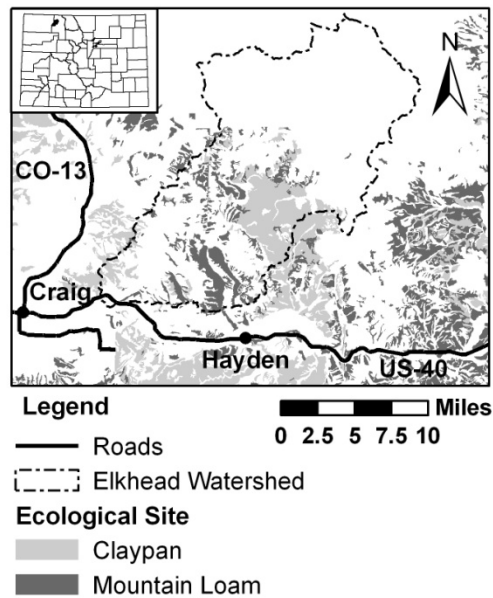 N
CO-13
Craig
Hayden
US-40
Legend
Miles
0 2.5 5 7.5 10
Roads
Elkhead Watershed
Ecological Site
Claypan
Mountain Loam